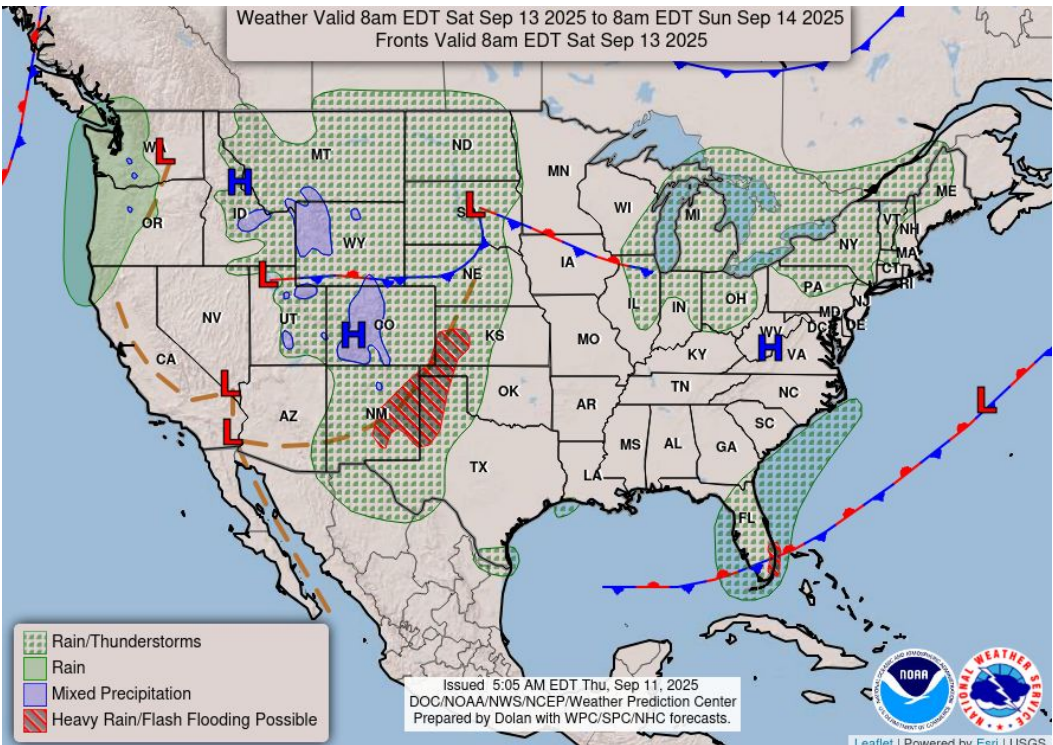 Weather Valid 8am EDT Sat Sep 13 2025 to 8am EDT Sun Sep 14 2025
Fronts Valid 8am EDT Sat Sep 13 2025
WA L
MT
ND
MN
H
ID
OR
L
WI
MI
ME
VT
NH
NY
MA
CT
RI
WY
L
NE
IA
PA
NJ
NV
UT
H CO
IL
IN
OH
MD
DE
DC
WV
H VA
KS
MO
KY
CA
L
L
AZ
NM
OK
AR
TN
NC
L
SC
TX
LA
MS
AL
GA
FL
Rain/Thunderstorms
Rain
Mixed Precipitation
Heavy Rain/Flash Flooding Possible
Issued 5:05 AM EDT Thu, Sep 11, 2025
DOC/NOAA/NWS/NCEP/Weather Prediction Center
Prepared by Dolan with WPC/SPC/NHC forecasts.
NOAA
NATIONAL WEATHER SERVICE
Leaflet | Powered by Esri | USGS